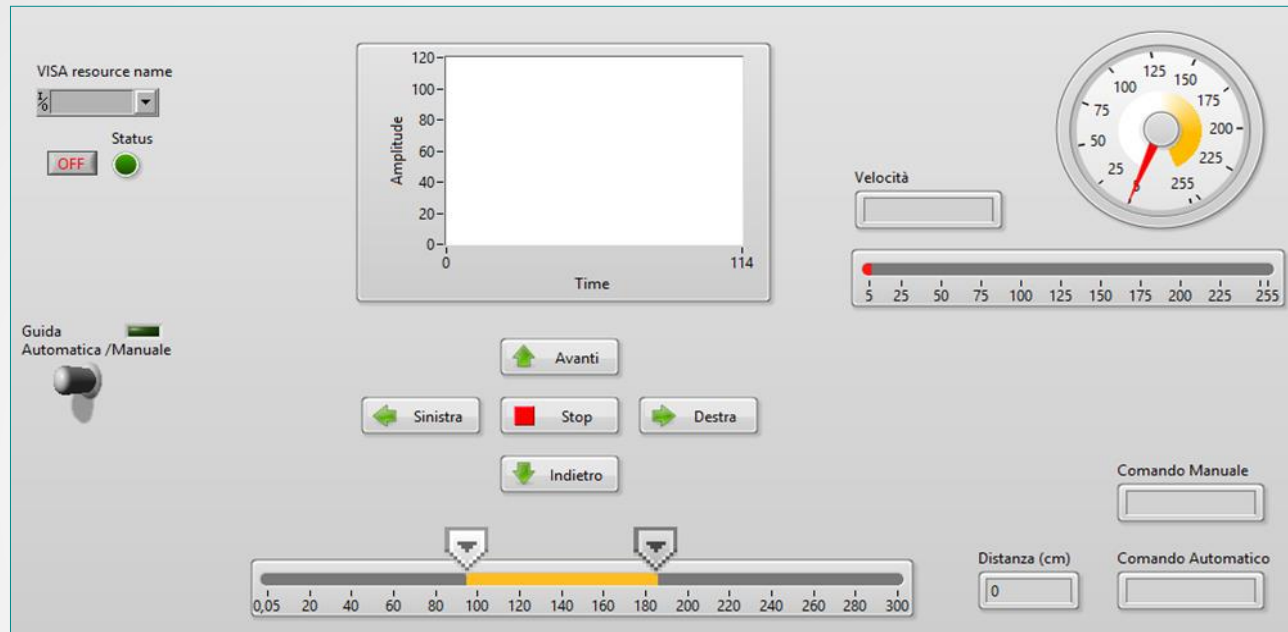 VISA resource name
I/O
Status
OFF
120
100
80
60
40
20
0
Amplitude
0 114
Time
5 25 50 75 100 125 150 175 200 225 255
Velocità
5 25 50 75 100 125 150 175 200 225 255
Guida
Automatica /Manuale
Avanti
Sinistra Stop Destra
Indietro
Comando Manuale
Distanza (cm) Comando Automatico
0
0,05 20 40 60 80 100 120 140 160 180 200 220 240 260 280 300